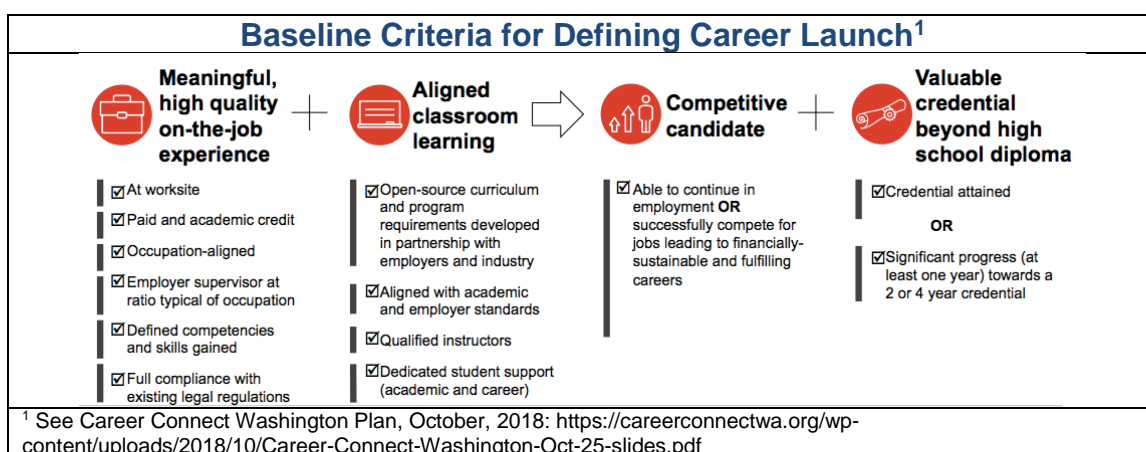 Baseline Criteria for Defining Career Launch1
Meaningful,
high quality
on-the-job
experience
☑At worksite
☑Paid and academic credit
☑Occupation-aligned
☑Employer supervisor at
ratio typical of occupation
☑Defined competencies
and skills gained
☑Full compliance with
existing legal regulations
Aligned
classroom
learning
☑Open-source curriculum
and program
requirements developed
in partnership with
employers and industry
☑Aligned with academic
and employer standards
☑Qualified instructors
☑Dedicated student support
(academic and career)
Competitive
candidate
☑Able to continue in
employment OR
successfully compete for
jobs leading to financially-
sustainable and fulfilling
careers
Valuable
credential
beyond high
school diploma
☑Credential attained
OR
☑Significant progress (at
least one year) towards a
2 or 4 year credential
1 See Career Connect Washington Plan, October, 2018: https://careerconnectwa.org/wp-
content/uploads/2018/10/Career-Connect-Washington-Oct-25-slides.pdf